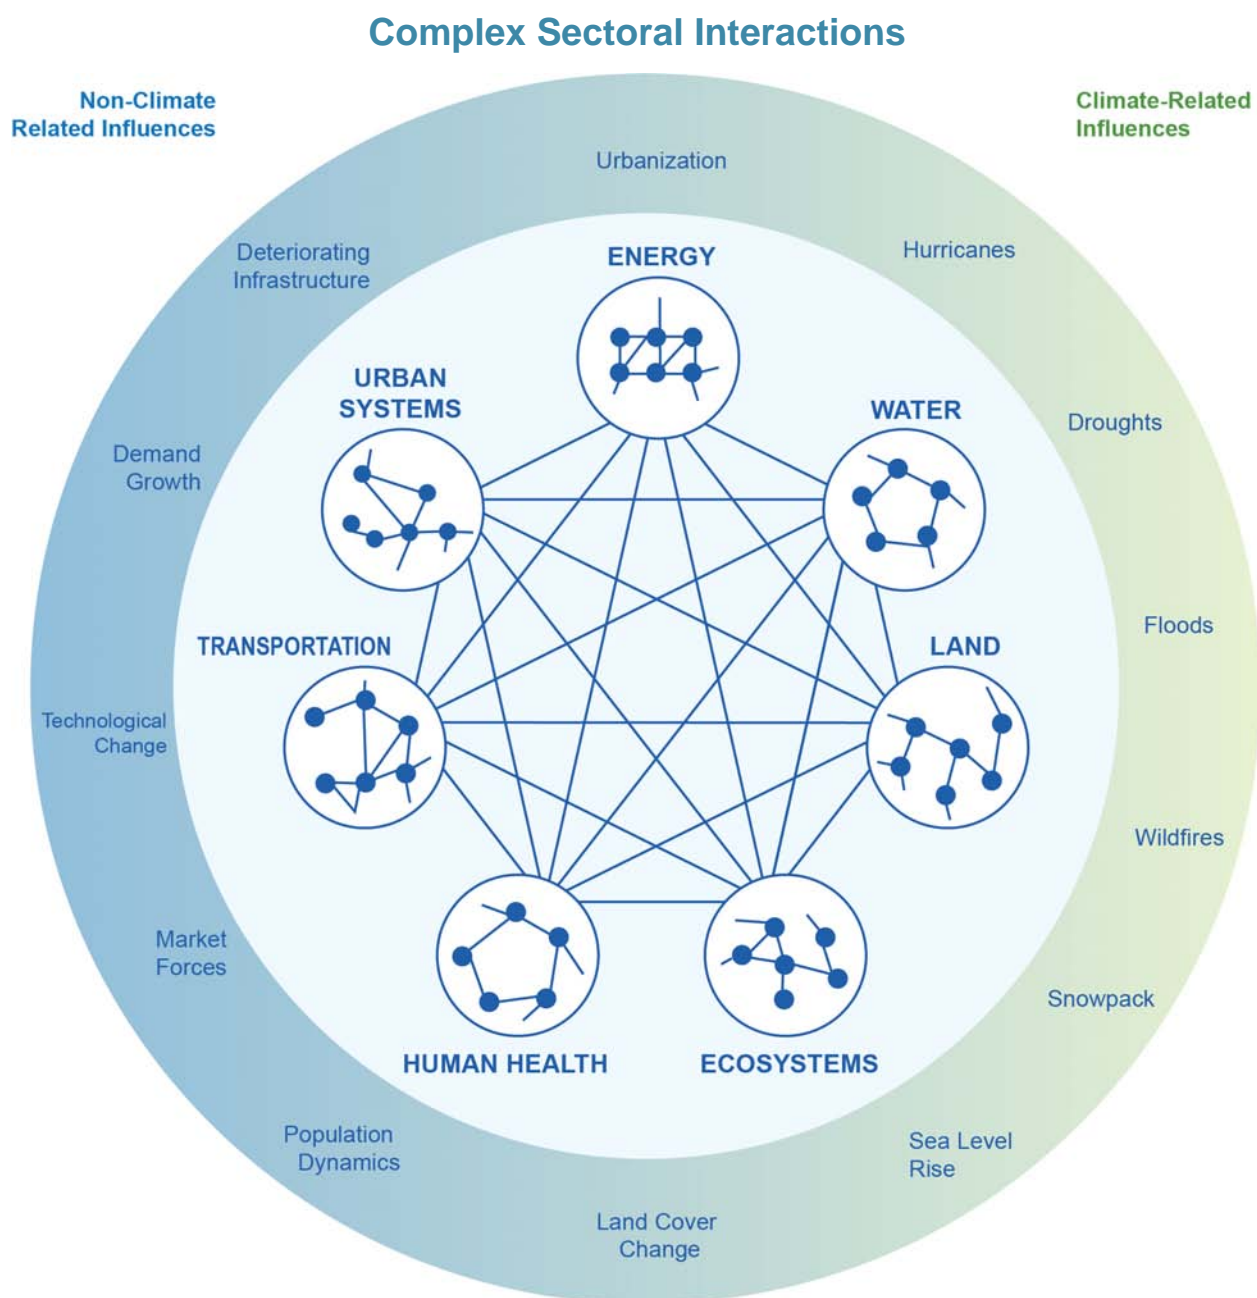 Complex Sectoral Interactions
Non-Climate
Related Influences
Climate-Related
Influences
Urbanization
Deteriorating
Infrastructure
Hurricanes
ENERGY
URBAN
SYSTEMS
WATER
Droughts
Demand
Growth
Floods
TRANSPORTATION
LAND
Technological
Change
Wildfires
Market
Forces
Snowpack
HUMAN HEALTH
ECOSYSTEMS
Population
Dynamics
Sea Level
Rise
Land Cover
Change